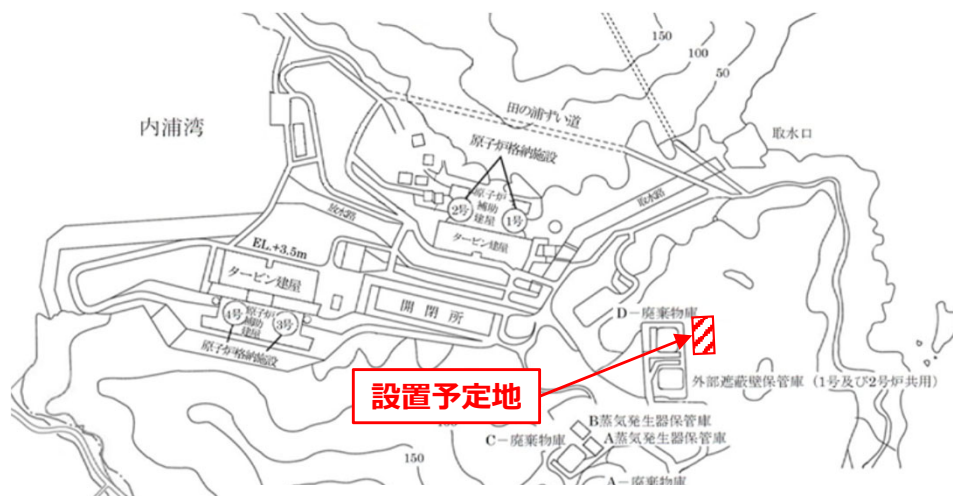 150
100
50
内浦湾
田の浦ずい道
取水口
原子炉格納施設
原子炉
補助
建屋
2号
1号
放水路
取水路
タービン建屋
EL.+3.5m
タービン建屋
開閉所
4号
原子炉
補助
建屋
3号
原子炉格納施設
D－廃棄物庫
外部遮蔽壁保管庫（1号及び2号炉共用）
設置予定地
B蒸気発生器保管庫
C－廃棄物庫
A蒸気発生器保管庫
150
A－廃棄物庫